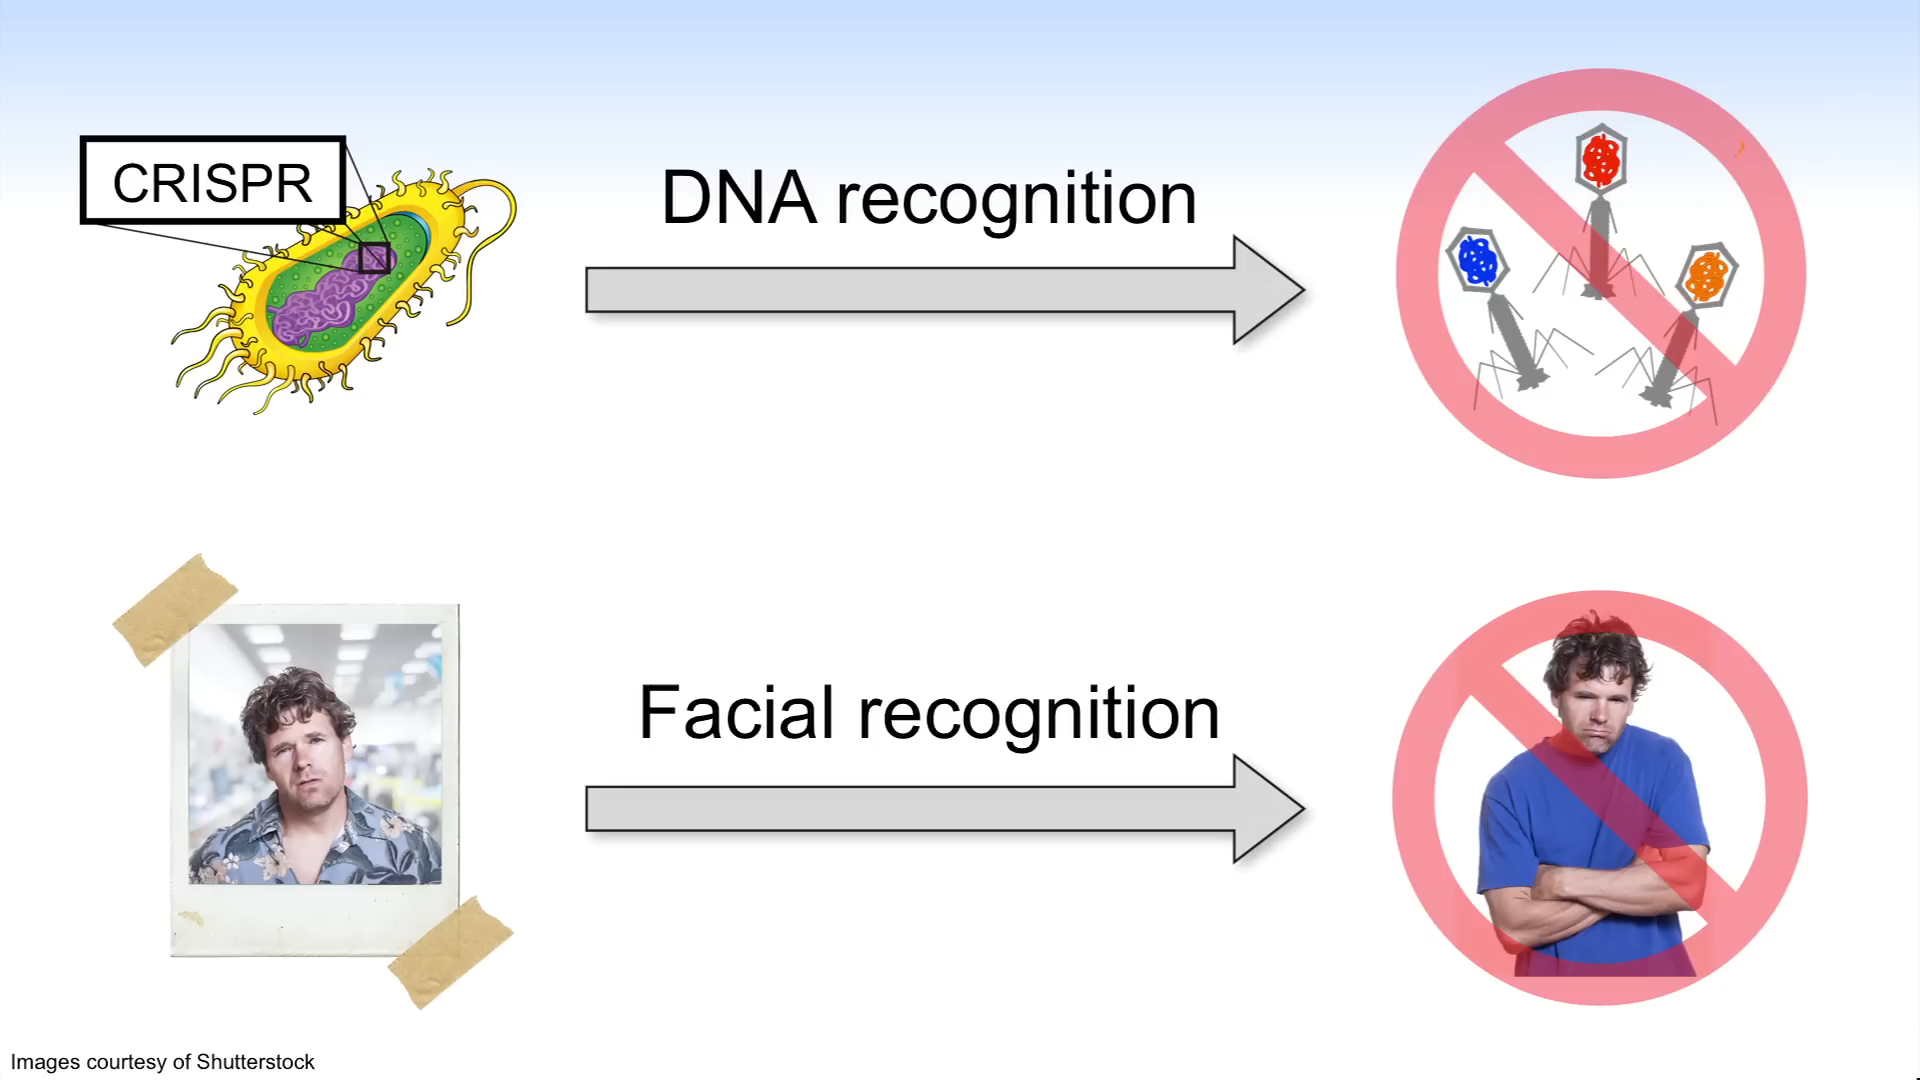 CRISPR
DNA recognition
Facial recognition
Images courtesy of Shutterstock